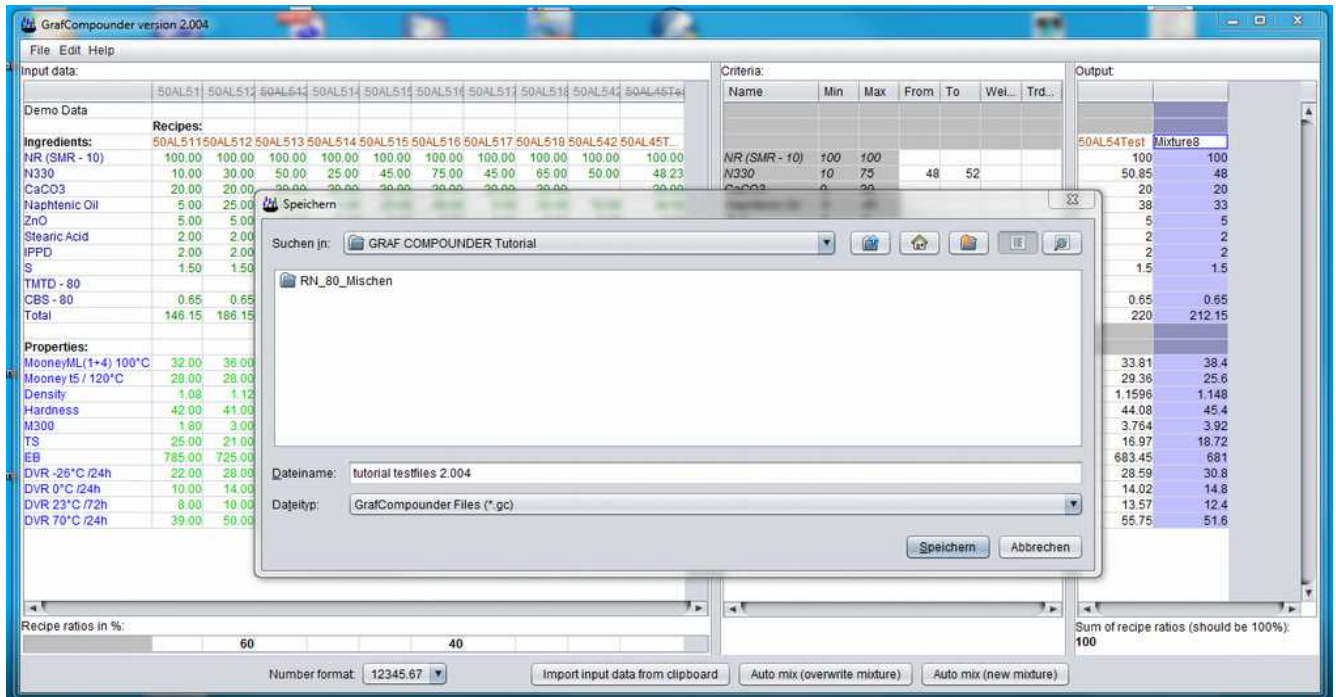 GrafCompounder version 2.004
File Edit Help
Input data:
50AL511 50AL512 50AL513 50AL514 50AL515 50AL516 50AL517 50AL518 50AL542 50AL45Te
Demo Data
Recipes:
Ingredients: 50AL511 50AL512 50AL513 50AL514 50AL515 50AL516 50AL517 50AL518 50AL542 50AL45T...
NR (SMR - 10) 100.00 100.00 100.00 100.00 100.00 100.00 100.00 100.00 100.00 100.00
N330 10.00 30.00 50.00 25.00 45.00 75.00 45.00 65.00 50.00 48.23
CaCO3 20.00 20.00 20.00 20.00 20.00 20.00
Naphtenic Oil 5.00 25.00
ZnO 5.00 5.00
Stearic Acid 2.00 2.00
IPPD 2.00 2.00
S 1.50 1.50
TMTD - 80
CBS - 80 0.65 0.65
Total 146.15 186.15
Properties:
MooneyML(1+4) 100°C 32.00 36.00
Mooney t5 / 120°C 28.00 28.00
Density 1.08 1.12
Hardness 42.00 41.00
M300 1.80 3.00
TS 25.00 21.00
EB 785.00 725.00
DVR -26°C /24h 22.00 28.00
DVR 0°C /24h 10.00 14.00
DVR 23°C /72h 8.00 10.00
DVR 70°C /24h 39.00 50.00
Recipe ratios in %:
60 40
Criteria:
Name Min Max From To Wei... Trd...
NR (SMR - 10) 100 100
N330 10 75 48 52
CaCO3 0 20
Output:
50AL54Test Mixture8
100 100
50.85 48
20 20
38 33
5 5
2 2
2 2
1.5 1.5
0.65 0.65
220 212.15
33.81 38.4
29.36 25.6
1.1596 1.148
44.08 45.4
3.764 3.92
16.97 18.72
683.45 681
28.59 30.8
14.02 14.8
13.57 12.4
55.75 51.6
Sum of recipe ratios (should be 100%):
100
Speichern
Suchen in: GRAF COMPOUNDER Tutorial
RN_80_Mischen
Dateiname: tutorial testfiles 2.004
Dateityp: GrafCompounder Files (*.gc)
Speichern Abbrechen
Number format: 12345.67 Import input data from clipboard Auto mix (overwrite mixture) Auto mix (new mixture)